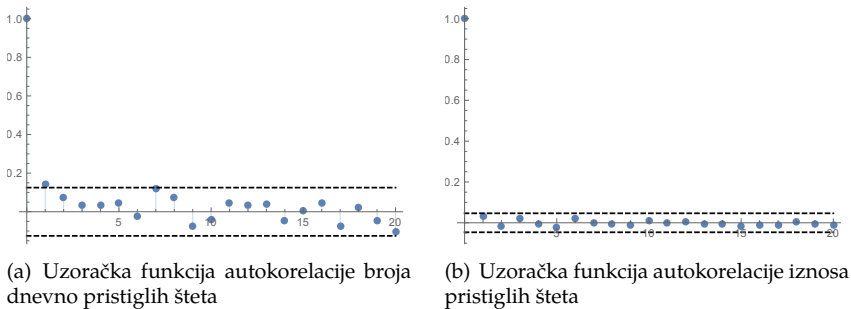 1.0
0.8
0.6
0.4
0.2
5 10 15 20
1.0
0.8
0.6
0.4
0.2
5 10 15 20
(a) Uzoračka funkcija autokorelacije broja
dnevno pristiglih šteta
(b) Uzoračka funkcija autokorelacije iznosa
pristiglih šteta